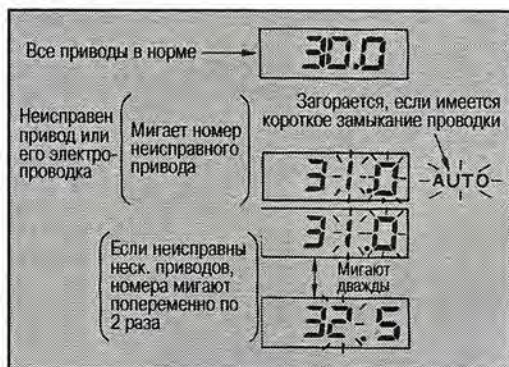 Все приводы в норме
30.0
Загорается, если имеется
короткое замыкание проводки
Неисправен
привод или
его электро-
проводка
Мигает номер
неисправного
привода
31.0
AUTO
31.0
Если неисправны
неск. приводов,
номера мигают
попеременно по
2 раза
Мигают
дважды
32.5